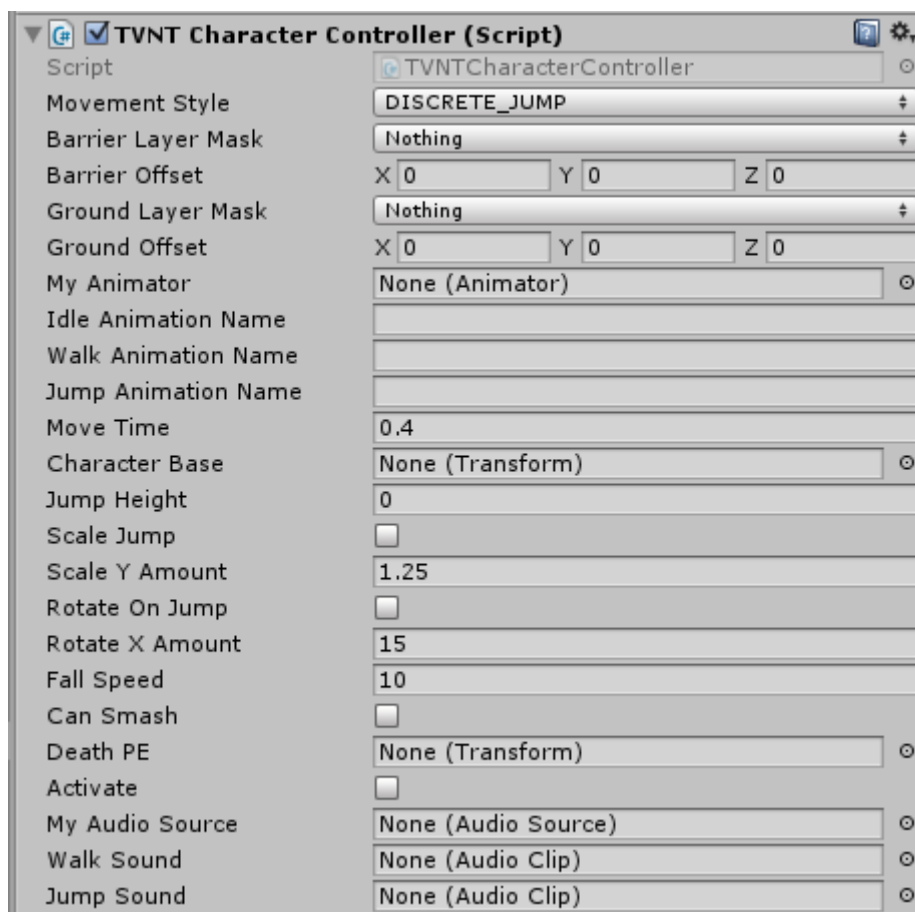 TVNT Character Controller (Script)
Script TVNTCharacterController
Movement Style DISCRETE_JUMP
Barrier Layer Mask Nothing
Barrier Offset X 0 Y 0 Z 0
Ground Layer Mask Nothing
Ground Offset X 0 Y 0 Z 0
My Animator None (Animator)
Idle Animation Name
Walk Animation Name
Jump Animation Name
Move Time 0.4
Character Base None (Transform)
Jump Height 0
Scale Jump
Scale Y Amount 1.25
Rotate On Jump
Rotate X Amount 15
Fall Speed 10
Can Smash
Death PE None (Transform)
Activate
My Audio Source None (Audio Source)
Walk Sound None (Audio Clip)
Jump Sound None (Audio Clip)